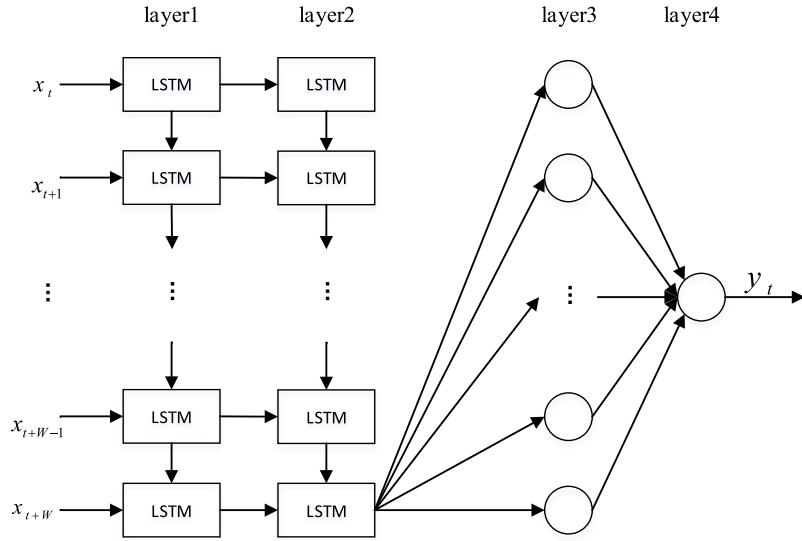 layer1 layer2 layer3 layer4
x_t LSTM LSTM
x_{t+1} LSTM LSTM
⋮ ⋮ ⋮ ⋮
y_t
x_{t+W-1} LSTM LSTM
x_{t+W} LSTM LSTM